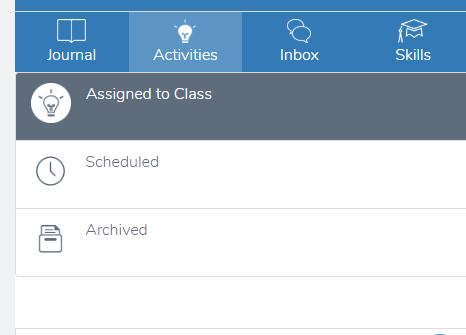 Journal Activities Inbox Skills
Assigned to Class
Scheduled
Archived